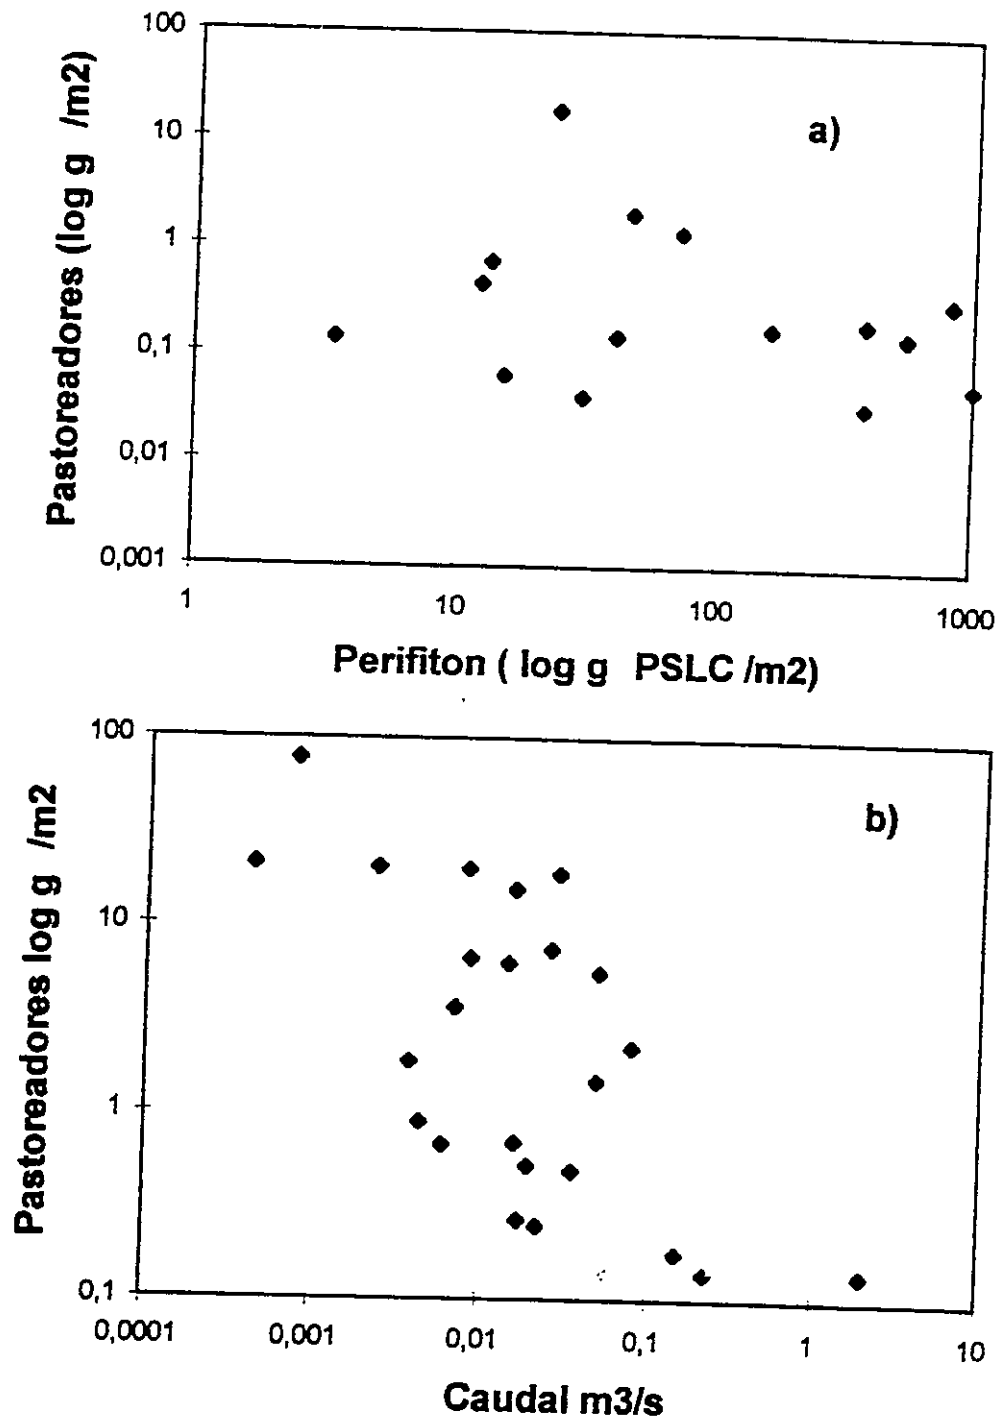 100
10
1
0,1
0,01
0,001
Pastoreadores (log g /m2)
a)
1 10 100 1000
Perifiton ( log g PSLC /m2)
100
10
1
0,1
Pastoreadores log g /m2
b)
0,0001 0,001 0,01 0,1 1 10
Caudal m3/s